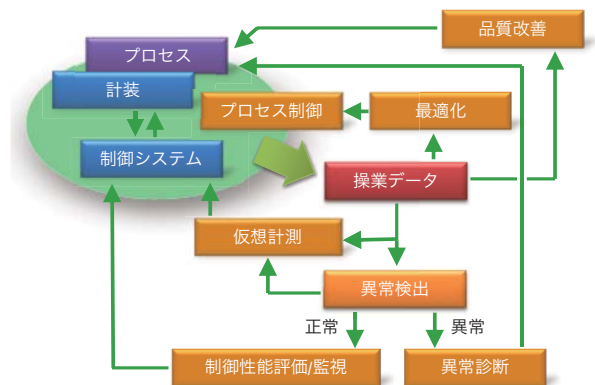 品質改善
プロセス
計装
プロセス制御
最適化
制御システム
操業データ
仮想計測
異常検出
正常
異常
制御性能評価/監視
異常診断